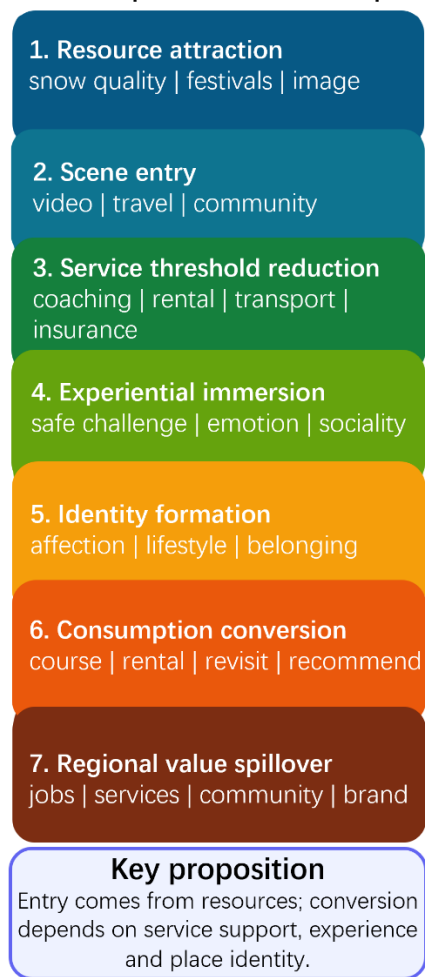 1. Resource attraction
snow quality | festivals | image
2. Scene entry
video | travel | community
3. Service threshold reduction
coaching | rental | transport |
insurance
4. Experiential immersion
safe challenge | emotion | sociality
5. Identity formation
affection | lifestyle | belonging
6. Consumption conversion
course | rental | revisit | recommend
7. Regional value spillover
jobs | services | community | brand
Key proposition
Entry comes from resources; conversion
depends on service support, experience
and place identity.